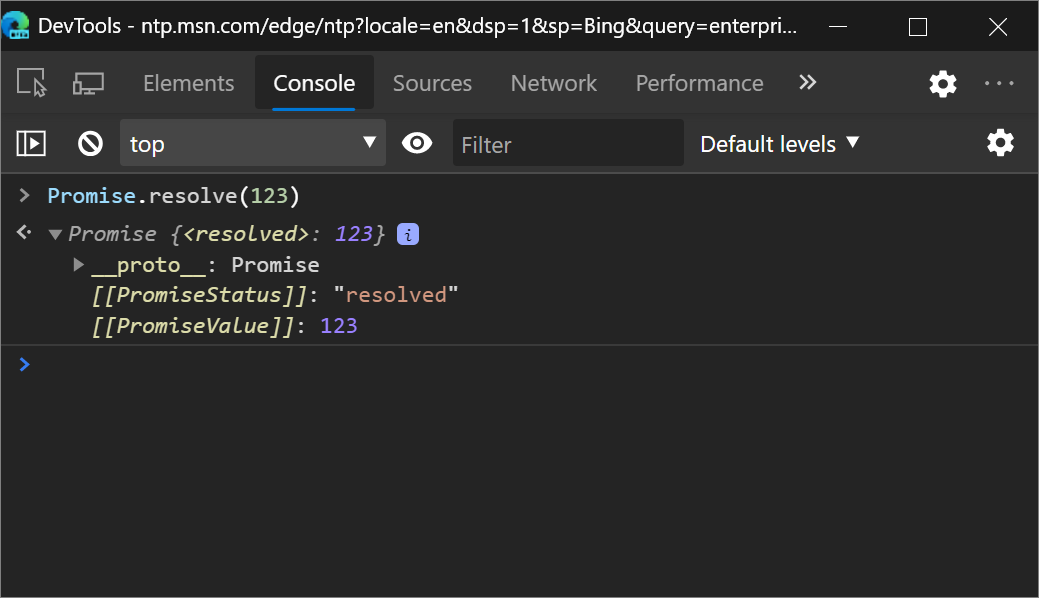 DevTools - ntp.msn.com/edge/ntp?locale=en&dsp=1&sp=Bing&query=enterpri...
Elements Console Sources Network Performance »
top Filter Default levels
> Promise.resolve(123)
Promise {<resolved>: 123} i
__proto__: Promise
[[PromiseStatus]]: "resolved"
[[PromiseValue]]: 123
>